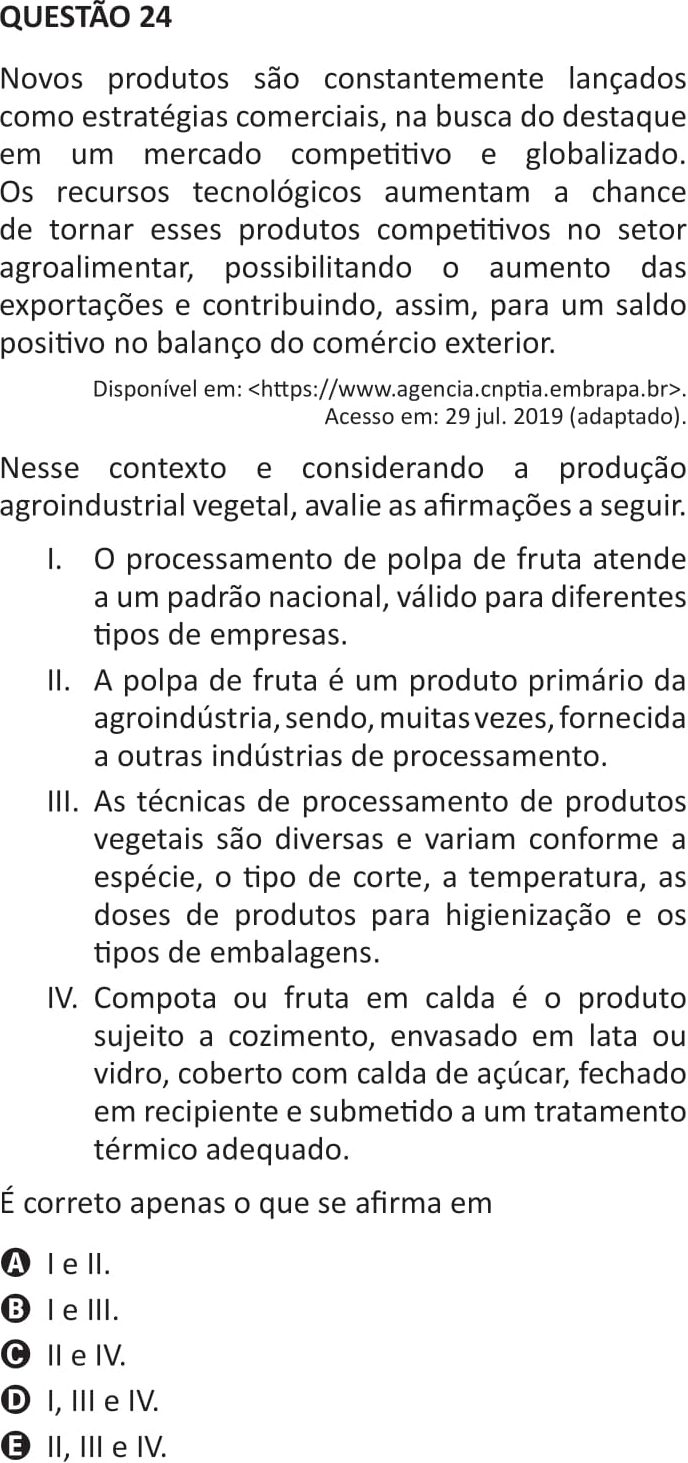 QUESTÃO 24
Novos produtos são constantemente lançados
como estratégias comerciais, na busca do destaque
em um mercado competitivo e globalizado.
Os recursos tecnológicos aumentam a chance
de tornar esses produtos competitivos no setor
agroalimentar, possibilitando o aumento das
exportações e contribuindo, assim, para um saldo
positivo no balanço do comércio exterior.
Disponível em: <https://www.agencia.cnptia.embrapa.br>.
Acesso em: 29 jul. 2019 (adaptado).
Nesse contexto e considerando a produção
agroindustrial vegetal, avalie as afirmações a seguir.
I. O processamento de polpa de fruta atende
a um padrão nacional, válido para diferentes
tipos de empresas.
II. A polpa de fruta é um produto primário da
agroindústria, sendo, muitas vezes, fornecida
a outras indústrias de processamento.
III. As técnicas de processamento de produtos
vegetais são diversas e variam conforme a
espécie, o tipo de corte, a temperatura, as
doses de produtos para higienização e os
tipos de embalagens.
IV. Compota ou fruta em calda é o produto
sujeito a cozimento, envasado em lata ou
vidro, coberto com calda de açúcar, fechado
em recipiente e submetido a um tratamento
térmico adequado.
É correto apenas o que se afirma em
A I e II.
B I e III.
C II e IV.
D I, III e IV.
E II, III e IV.